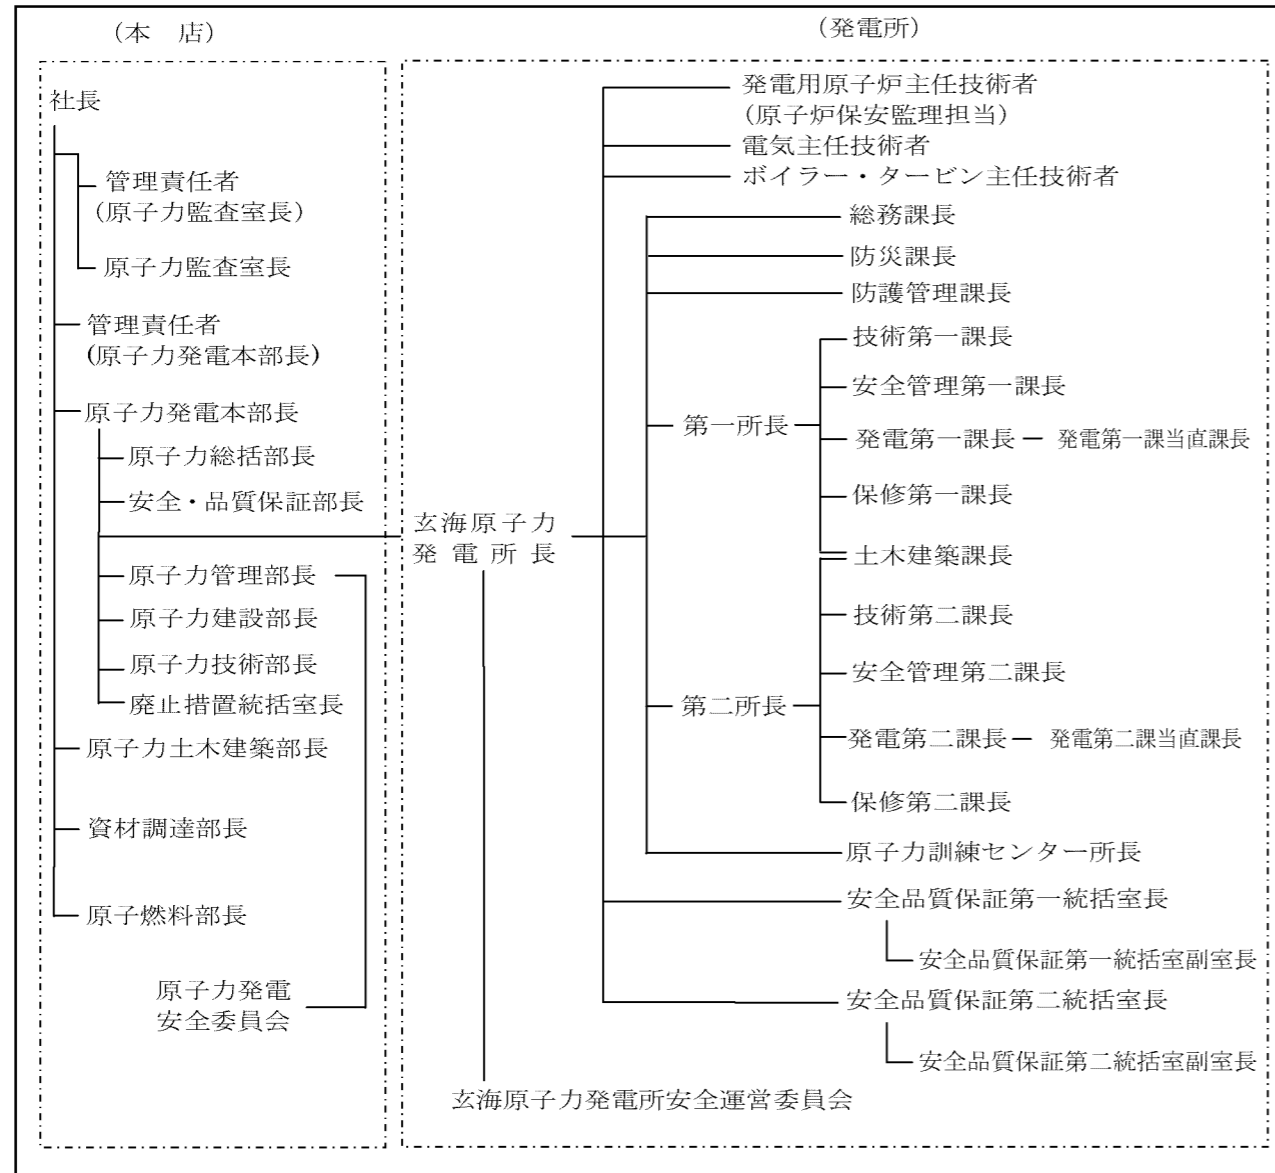 （本　店）
社長
管理責任者
（原子力監査室長）
原子力監査室長
管理責任者
(原子力発電本部長)
原子力発電本部長
原子力総括部長
安全・品質保証部長
原子力管理部長
原子力建設部長
原子力技術部長
廃止措置統括室長
原子力土木建築部長
資材調達部長
原子燃料部長
原子力発電
安全委員会
（発電所）
玄海原子力
発電所長
玄海原子力発電所安全運営委員会
発電用原子炉主任技術者
（原子炉保安監理担当）
電気主任技術者
ボイラー・タービン主任技術者
総務課長
防災課長
防護管理課長
第一所長
技術第一課長
安全管理第一課長
発電第一課長 ― 発電第一課当直課長
保修第一課長
土木建築課長
第二所長
技術第二課長
安全管理第二課長
発電第二課長 ― 発電第二課当直課長
保修第二課長
原子力訓練センター所長
安全品質保証第一統括室長
安全品質保証第一統括室副室長
安全品質保証第二統括室長
安全品質保証第二統括室副室長